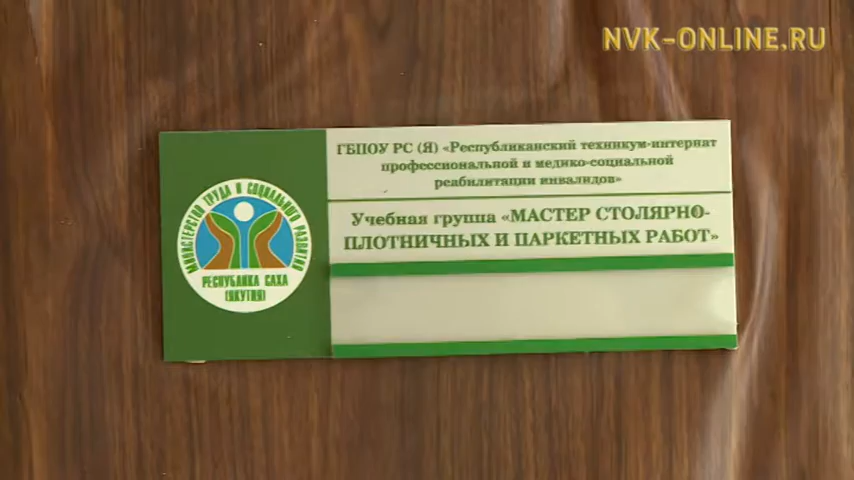 NVK-ONLINE.RU
ГБПОУ РС (Я) «Республиканский техникум-интернат
профессиональной и медико-социальной
реабилитации инвалидов»
Учебная группа «МАСТЕР СТОЛЯРНО-
ПЛОТНИЧНЫХ И ПАРКЕТНЫХ РАБОТ»
МИНИСТЕРСТВО ТРУДА И СОЦИАЛЬНОГО РАЗВИТИЯ
РЕСПУБЛИКА САХА
(ЯКУТИЯ)